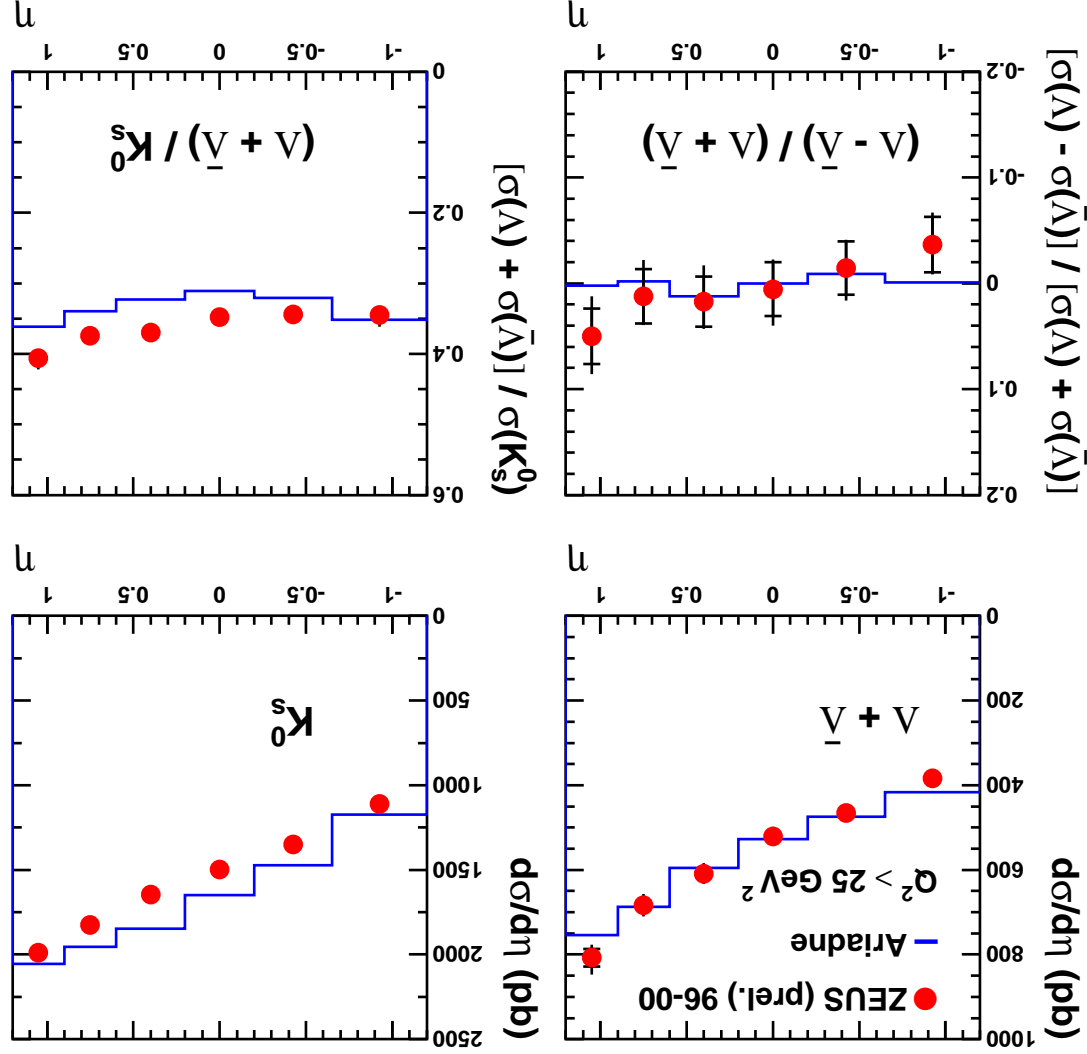 dσ/dη (pb)
1000
800
600
400
200
0
ZEUS (prel.) 96-00
Ariadne
Q² > 25 GeV²
Λ + Λ̄
-1 -0.5 0 0.5 1
η
dσ/dη (pb)
2500
2000
1500
1000
500
0
K⁰ₛ
-1 -0.5 0 0.5 1
η
[σ(Λ) - σ(Λ̄)] / [σ(Λ) + σ(Λ̄)]
0.2
0.1
0
-0.1
-0.2
(Λ - Λ̄) / (Λ + Λ̄)
-1 -0.5 0 0.5 1
η
[σ(Λ) + σ(Λ̄)] / σ(K⁰ₛ)
0.6
0.4
0.2
0
(Λ + Λ̄) / K⁰ₛ
-1 -0.5 0 0.5 1
η